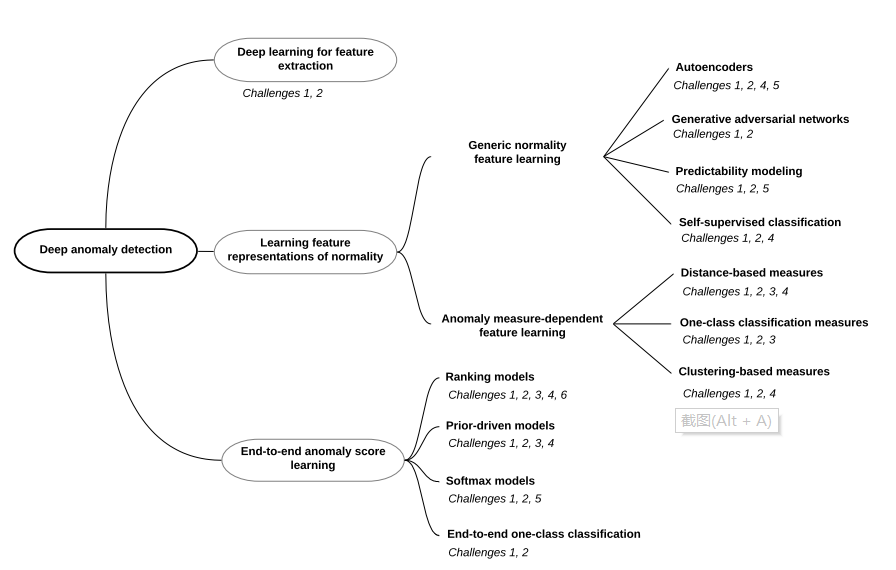 Deep learning for feature
extraction
Challenges 1, 2
Deep anomaly detection
Learning feature
representations of normality
Generic normality
feature learning
Autoencoders
Challenges 1, 2, 4, 5
Generative adversarial networks
Challenges 1, 2
Predictability modeling
Challenges 1, 2, 5
Self-supervised classification
Challenges 1, 2, 4
Anomaly measure-dependent
feature learning
Distance-based measures
Challenges 1, 2, 3, 4
One-class classification measures
Challenges 1, 2, 3
Clustering-based measures
Challenges 1, 2, 4
截图(Alt + A)
End-to-end anomaly score
learning
Ranking models
Challenges 1, 2, 3, 4, 6
Prior-driven models
Challenges 1, 2, 3, 4
Softmax models
Challenges 1, 2, 5
End-to-end one-class classification
Challenges 1, 2